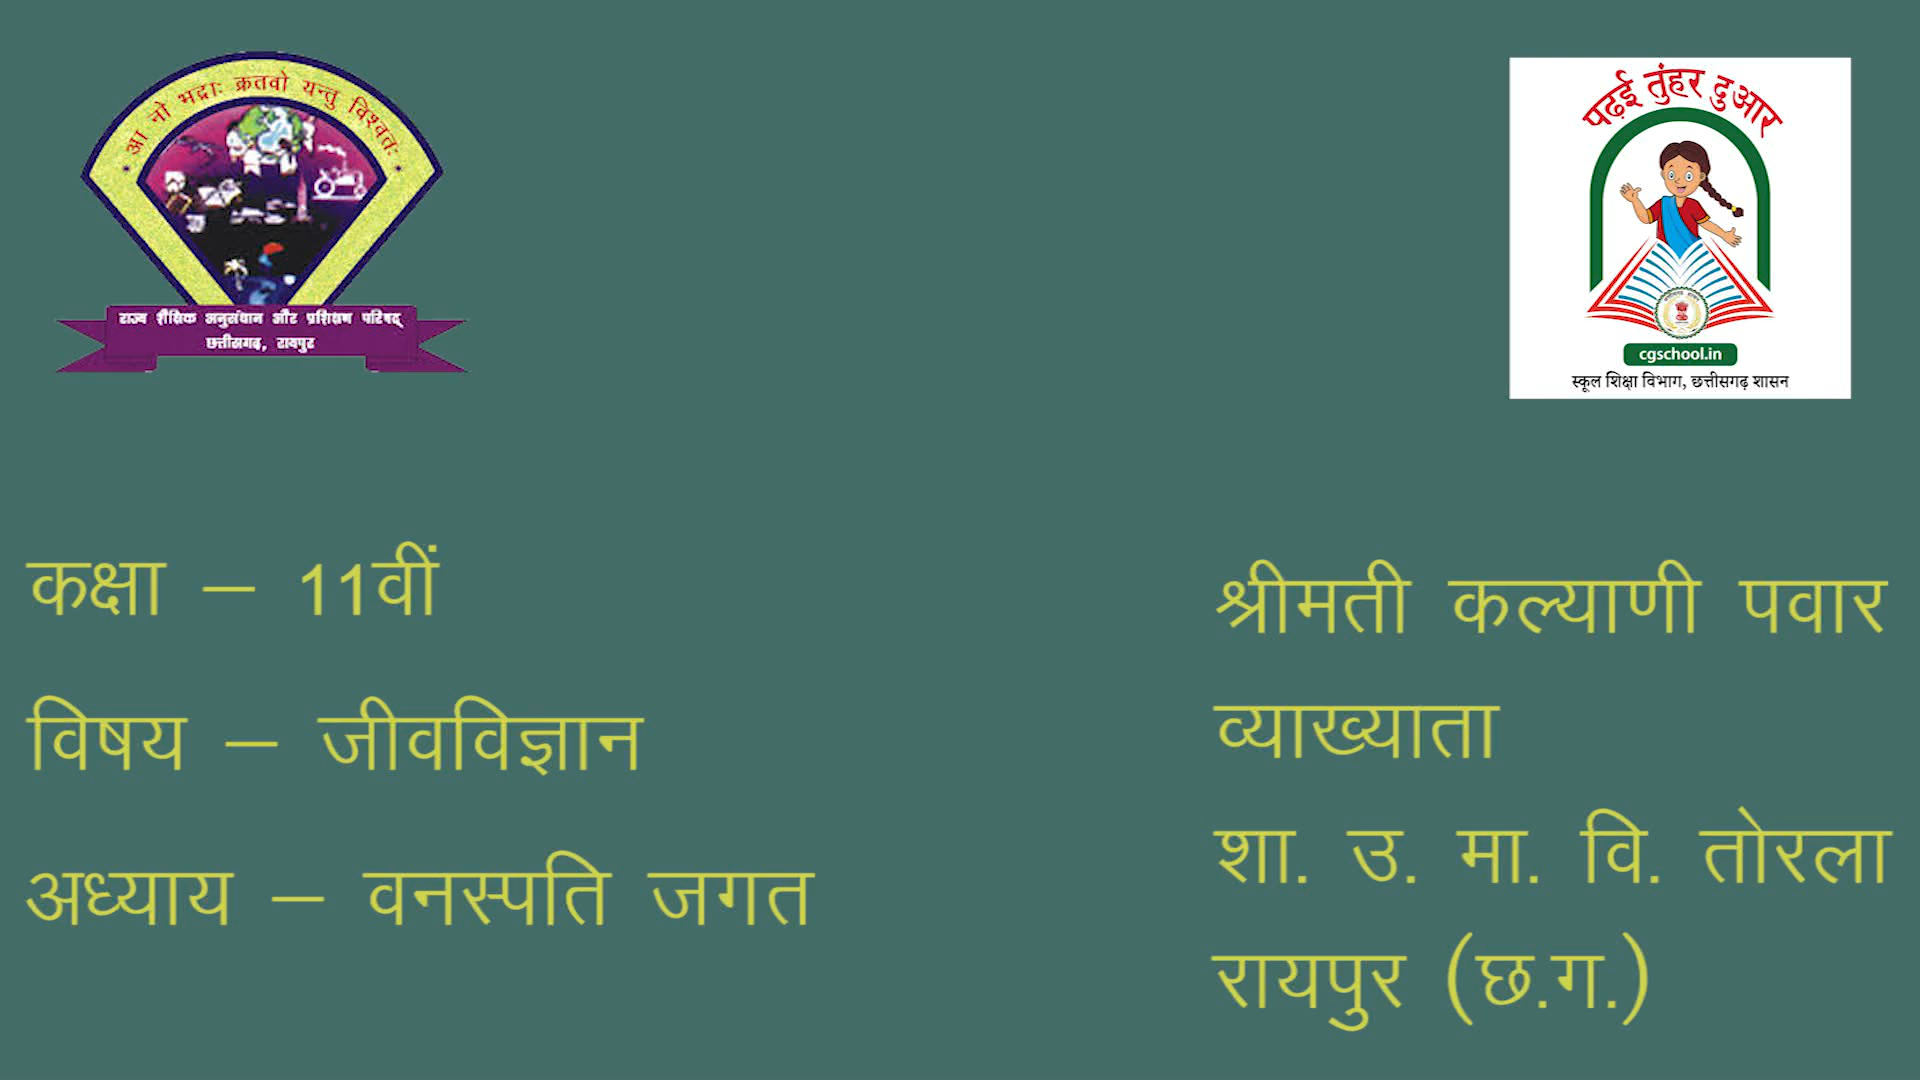 आ नो भद्राः क्रतवो यन्तु विश्वतः
राज्य शैक्षिक अनुसंधान और प्रशिक्षण परिषद्
छत्तीसगढ़, रायपुर
पढ़ई तुंहर दुआर
cgschool.in
स्कूल शिक्षा विभाग, छत्तीसगढ़ शासन
कक्षा – 11वीं
विषय – जीवविज्ञान
अध्याय – वनस्पति जगत
श्रीमती कल्याणी पवार
व्याख्याता
शा. उ. मा. वि. तोरला
रायपुर (छ.ग.)